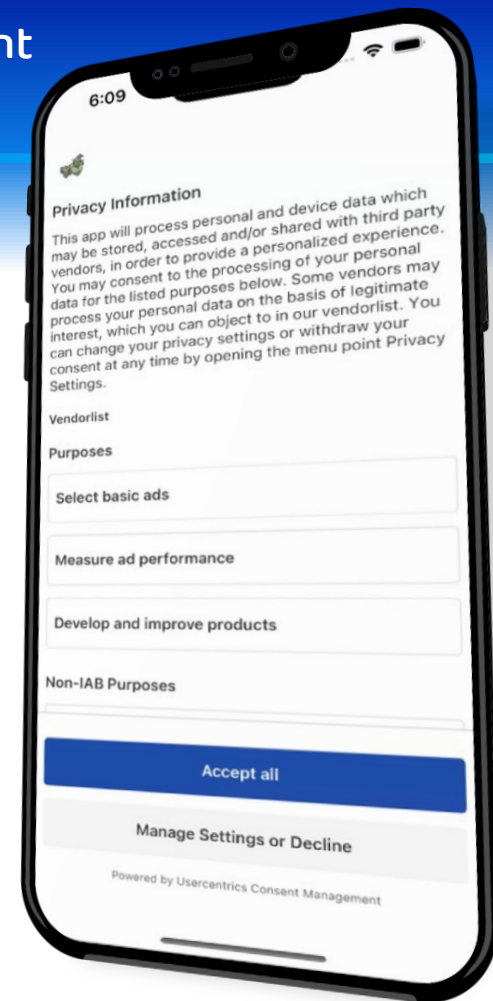 nt
6:09
Privacy Information
This app will process personal and device data which
may be stored, accessed and/or shared with third party
vendors, in order to provide a personalized experience.
You may consent to the processing of your personal
data for the listed purposes below. Some vendors may
process your personal data on the basis of legitimate
interest, which you can object to in our vendorlist. You
can change your privacy settings or withdraw your
consent at any time by opening the menu point Privacy
Settings.
Vendorlist
Purposes
Select basic ads
Measure ad performance
Develop and improve products
Non-IAB Purposes
Accept all
Manage Settings or Decline
Powered by Usercentrics Consent Management